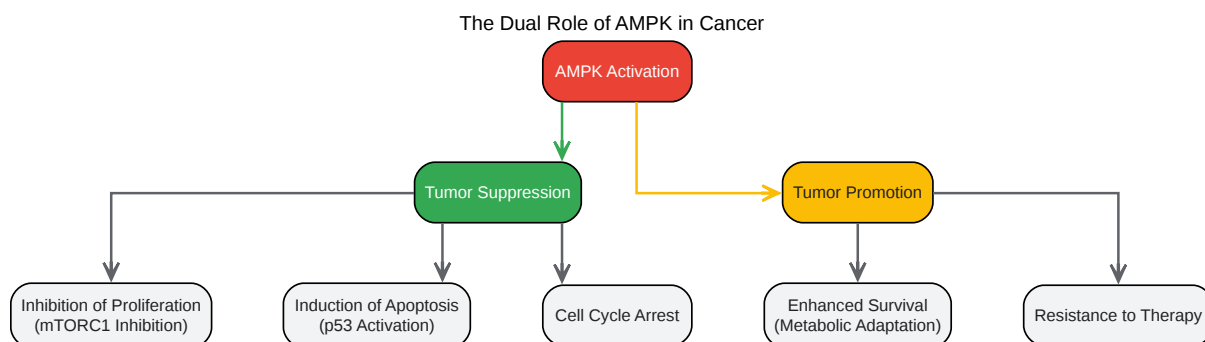 The Dual Role of AMPK in Cancer
AMPK Activation
Tumor Suppression
Tumor Promotion
Inhibition of Proliferation
(mTORC1 Inhibition)
Induction of Apoptosis
(p53 Activation)
Cell Cycle Arrest
Enhanced Survival
(Metabolic Adaptation)
Resistance to Therapy